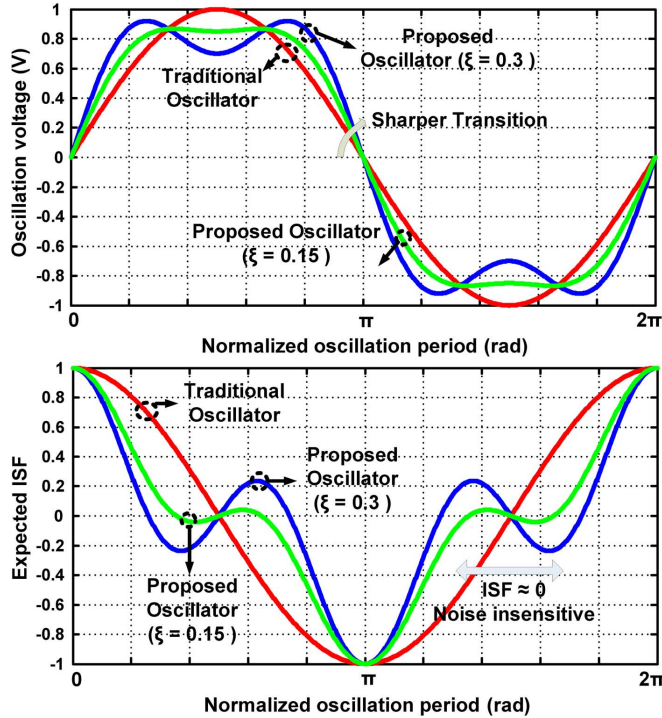 1
0.8
0.6
0.4
0.2
0
-0.2
-0.4
-0.6
-0.8
-1
Oscillation voltage (V)
Proposed
Oscillator (ξ = 0.3 )
Traditional
Oscillator
Sharper Transition
Proposed Oscillator
(ξ = 0.15 )
0
π
2π
Normalized oscillation period (rad)
1
0.8
0.6
0.4
0.2
0
-0.2
-0.4
-0.6
-0.8
-1
Expected ISF
Traditional
Oscillator
Proposed
Oscillator
(ξ = 0.3 )
Proposed
Oscillator
(ξ = 0.15 )
ISF ≈ 0
Noise insensitive
0
π
2π
Normalized oscillation period (rad)